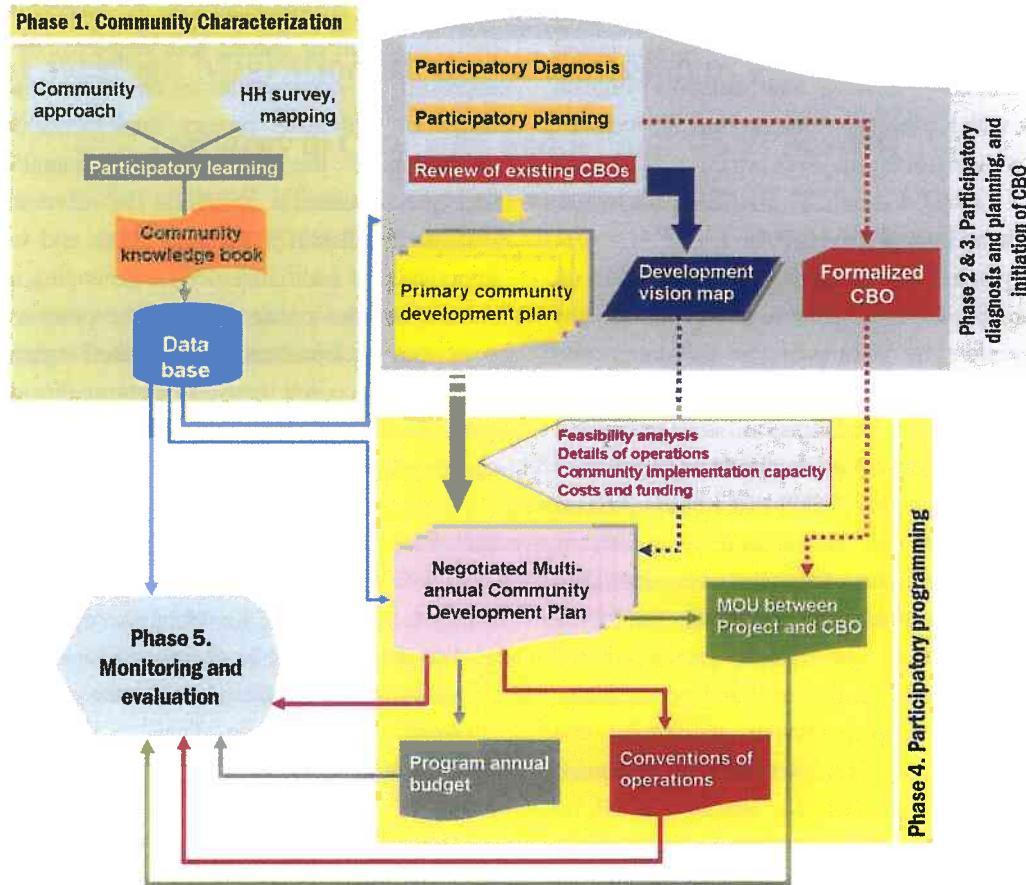 Phase 1. Community Characterization
Community
approach
HH survey,
mapping
Participatory learning
Community
knowledge book
Data
base
Participatory Diagnosis
Participatory planning
Review of existing CBOs
Primary community
development plan
Development
vision map
Formalized
CBO
Phase 2 & 3. Participatory
diagnosis and planning, and
initiation of CBO
Feasibility analysis
Details of operations
Community implementation capacity
Costs and funding
Negotiated Multi-
annual Community
Development Plan
MOU between
Project and CBO
Phase 5.
Monitoring and
evaluation
Program annual
budget
Conventions of
operations
Phase 4. Participatory programming